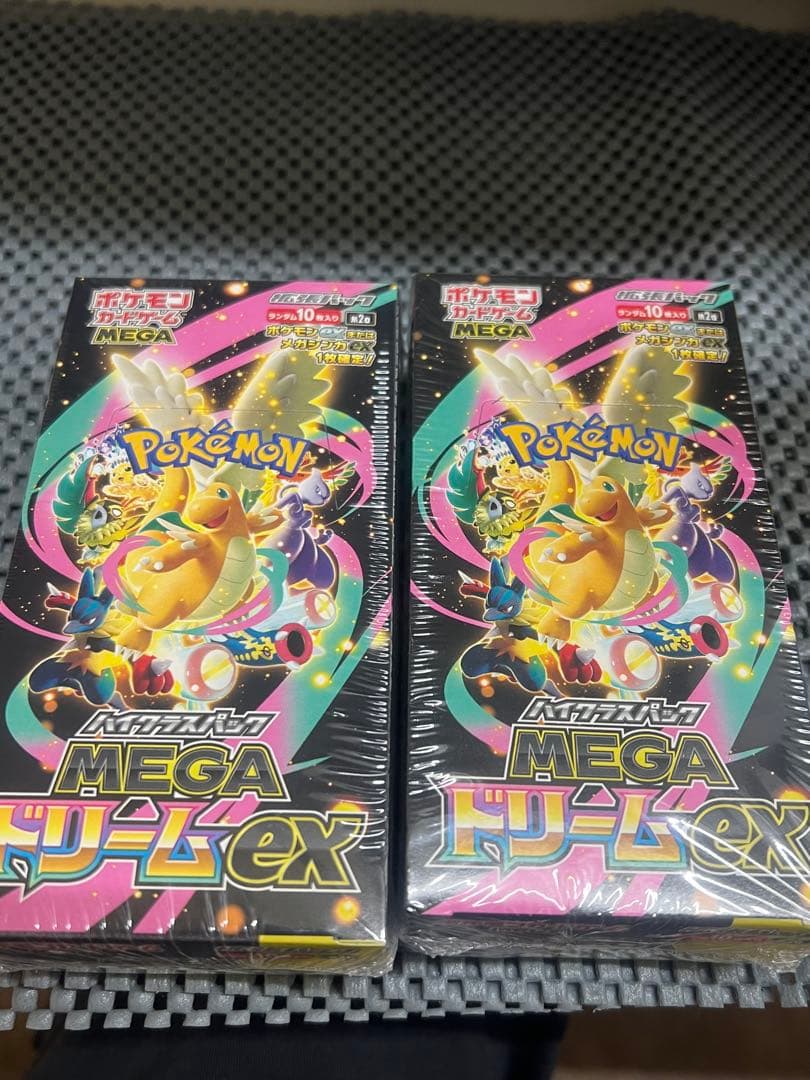 ポケモン
カードゲーム
MEGA
拡張パック
ランダム10枚入り
第2版
ポケモンexまたは
メガシンカex
1枚確定!
POKÉMON
ハイクラスパック
MEGA
ドリームex
ポケモン
カードゲーム
MEGA
拡張パック
ランダム10枚入り
第2版
ポケモンexまたは
メガシンカex
1枚確定!
POKÉMON
ハイクラスパック
MEGA
ドリームex